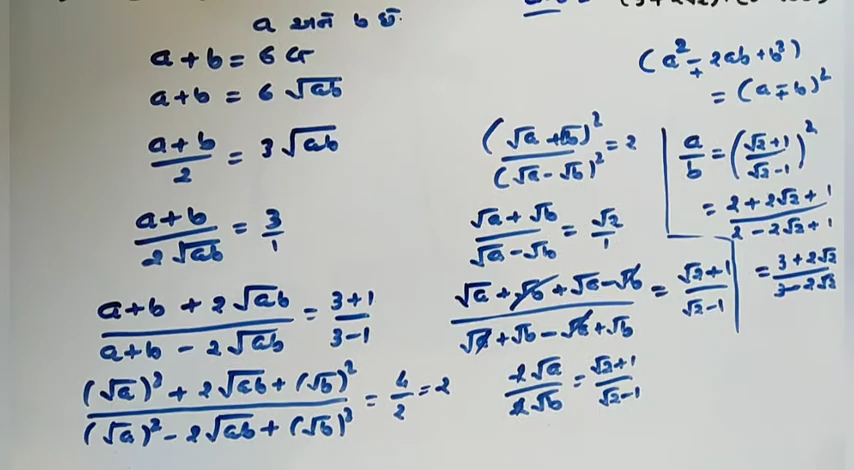 a અને b છે.
a + b = 6 G
a + b = 6 √ab
a + b / 2 = 3 √ab
a + b / 2√ab = 3 / 1
a + b + 2√ab / a + b - 2√ab = 3+1 / 3-1
(√a)² + 2√ab + (√b)² / (√a)² - 2√ab + (√b)² = 4 / 2 = 2
(√a + √b)² / (√a - √b)² = 2
√a + √b / √a - √b = √2 / 1
√a + √b + √a - √b / √a + √b - √a + √b = √2+1 / √2-1
2√a / 2√b = √2+1 / √2-1
(a² ∓ 2ab + b²)
= (a ∓ b)²
a / b = (√2+1 / √2-1)²
= 2 + 2√2 + 1 / 2 - 2√2 + 1
= 3 + 2√2 / 3 - 2√2